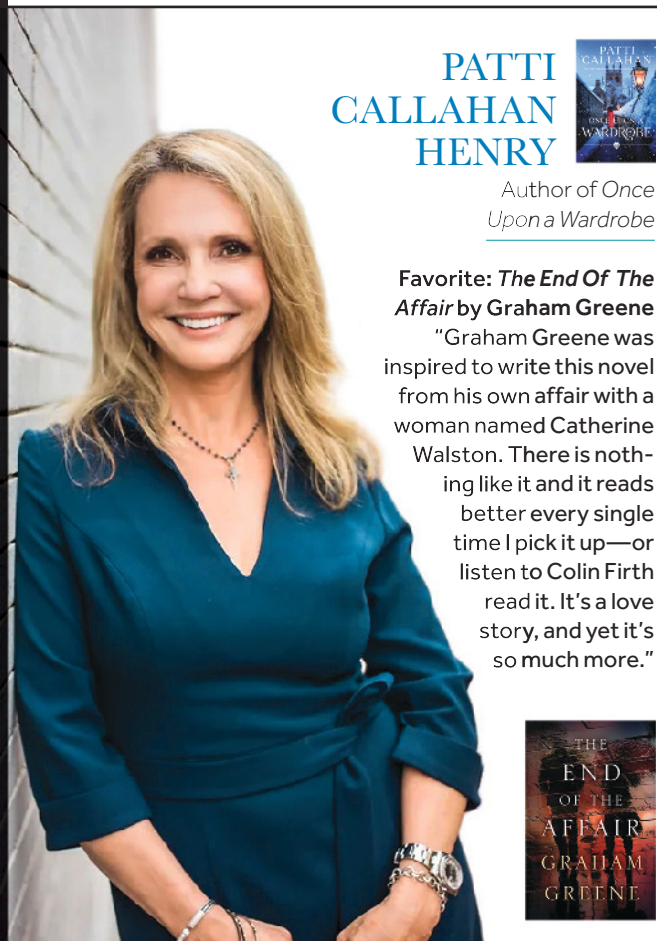 PATTI
CALLAHAN
HENRY
PATTI
CALLAHAN
ONCE UPON A
WARDROBE
Author of Once
Upon a Wardrobe
Favorite: The End Of The
Affair by Graham Greene
“Graham Greene was
inspired to write this novel
from his own affair with a
woman named Catherine
Walston. There is noth-
ing like it and it reads
better every single
time I pick it up—or
listen to Colin Firth
read it. It’s a love
story, and yet it’s
so much more.”
THE
END
OF THE
AFFAIR
GRAHAM
GREENE